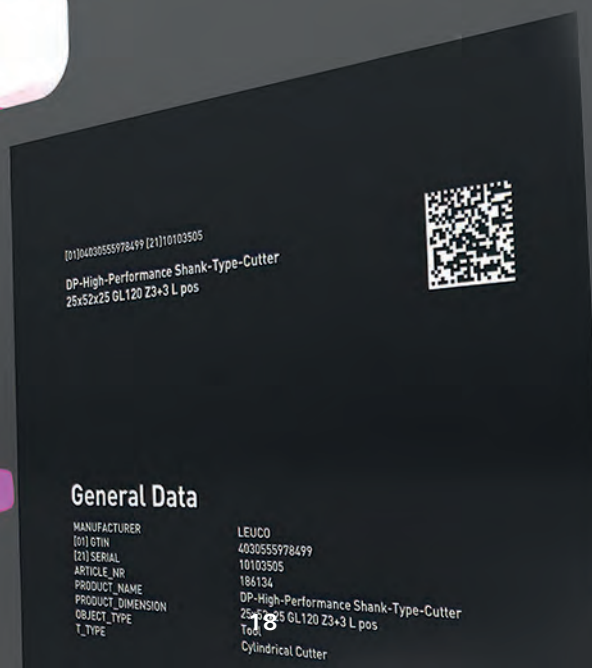 [01]04030555978499 [21]10103505
DP-High-Performance Shank-Type-Cutter
25x52x25 GL120 Z3+3 L pos
General Data
MANUFACTURER LEUCO
[01] GTIN 4030555978499
[21] SERIAL 10103505
ARTICLE_NR 186134
PRODUCT_NAME DP-High-Performance Shank-Type-Cutter
PRODUCT_DIMENSION 25x52x25 GL120 Z3+3 L pos
OBJECT_TYPE Tool
T_TYPE Cylindrical Cutter
18